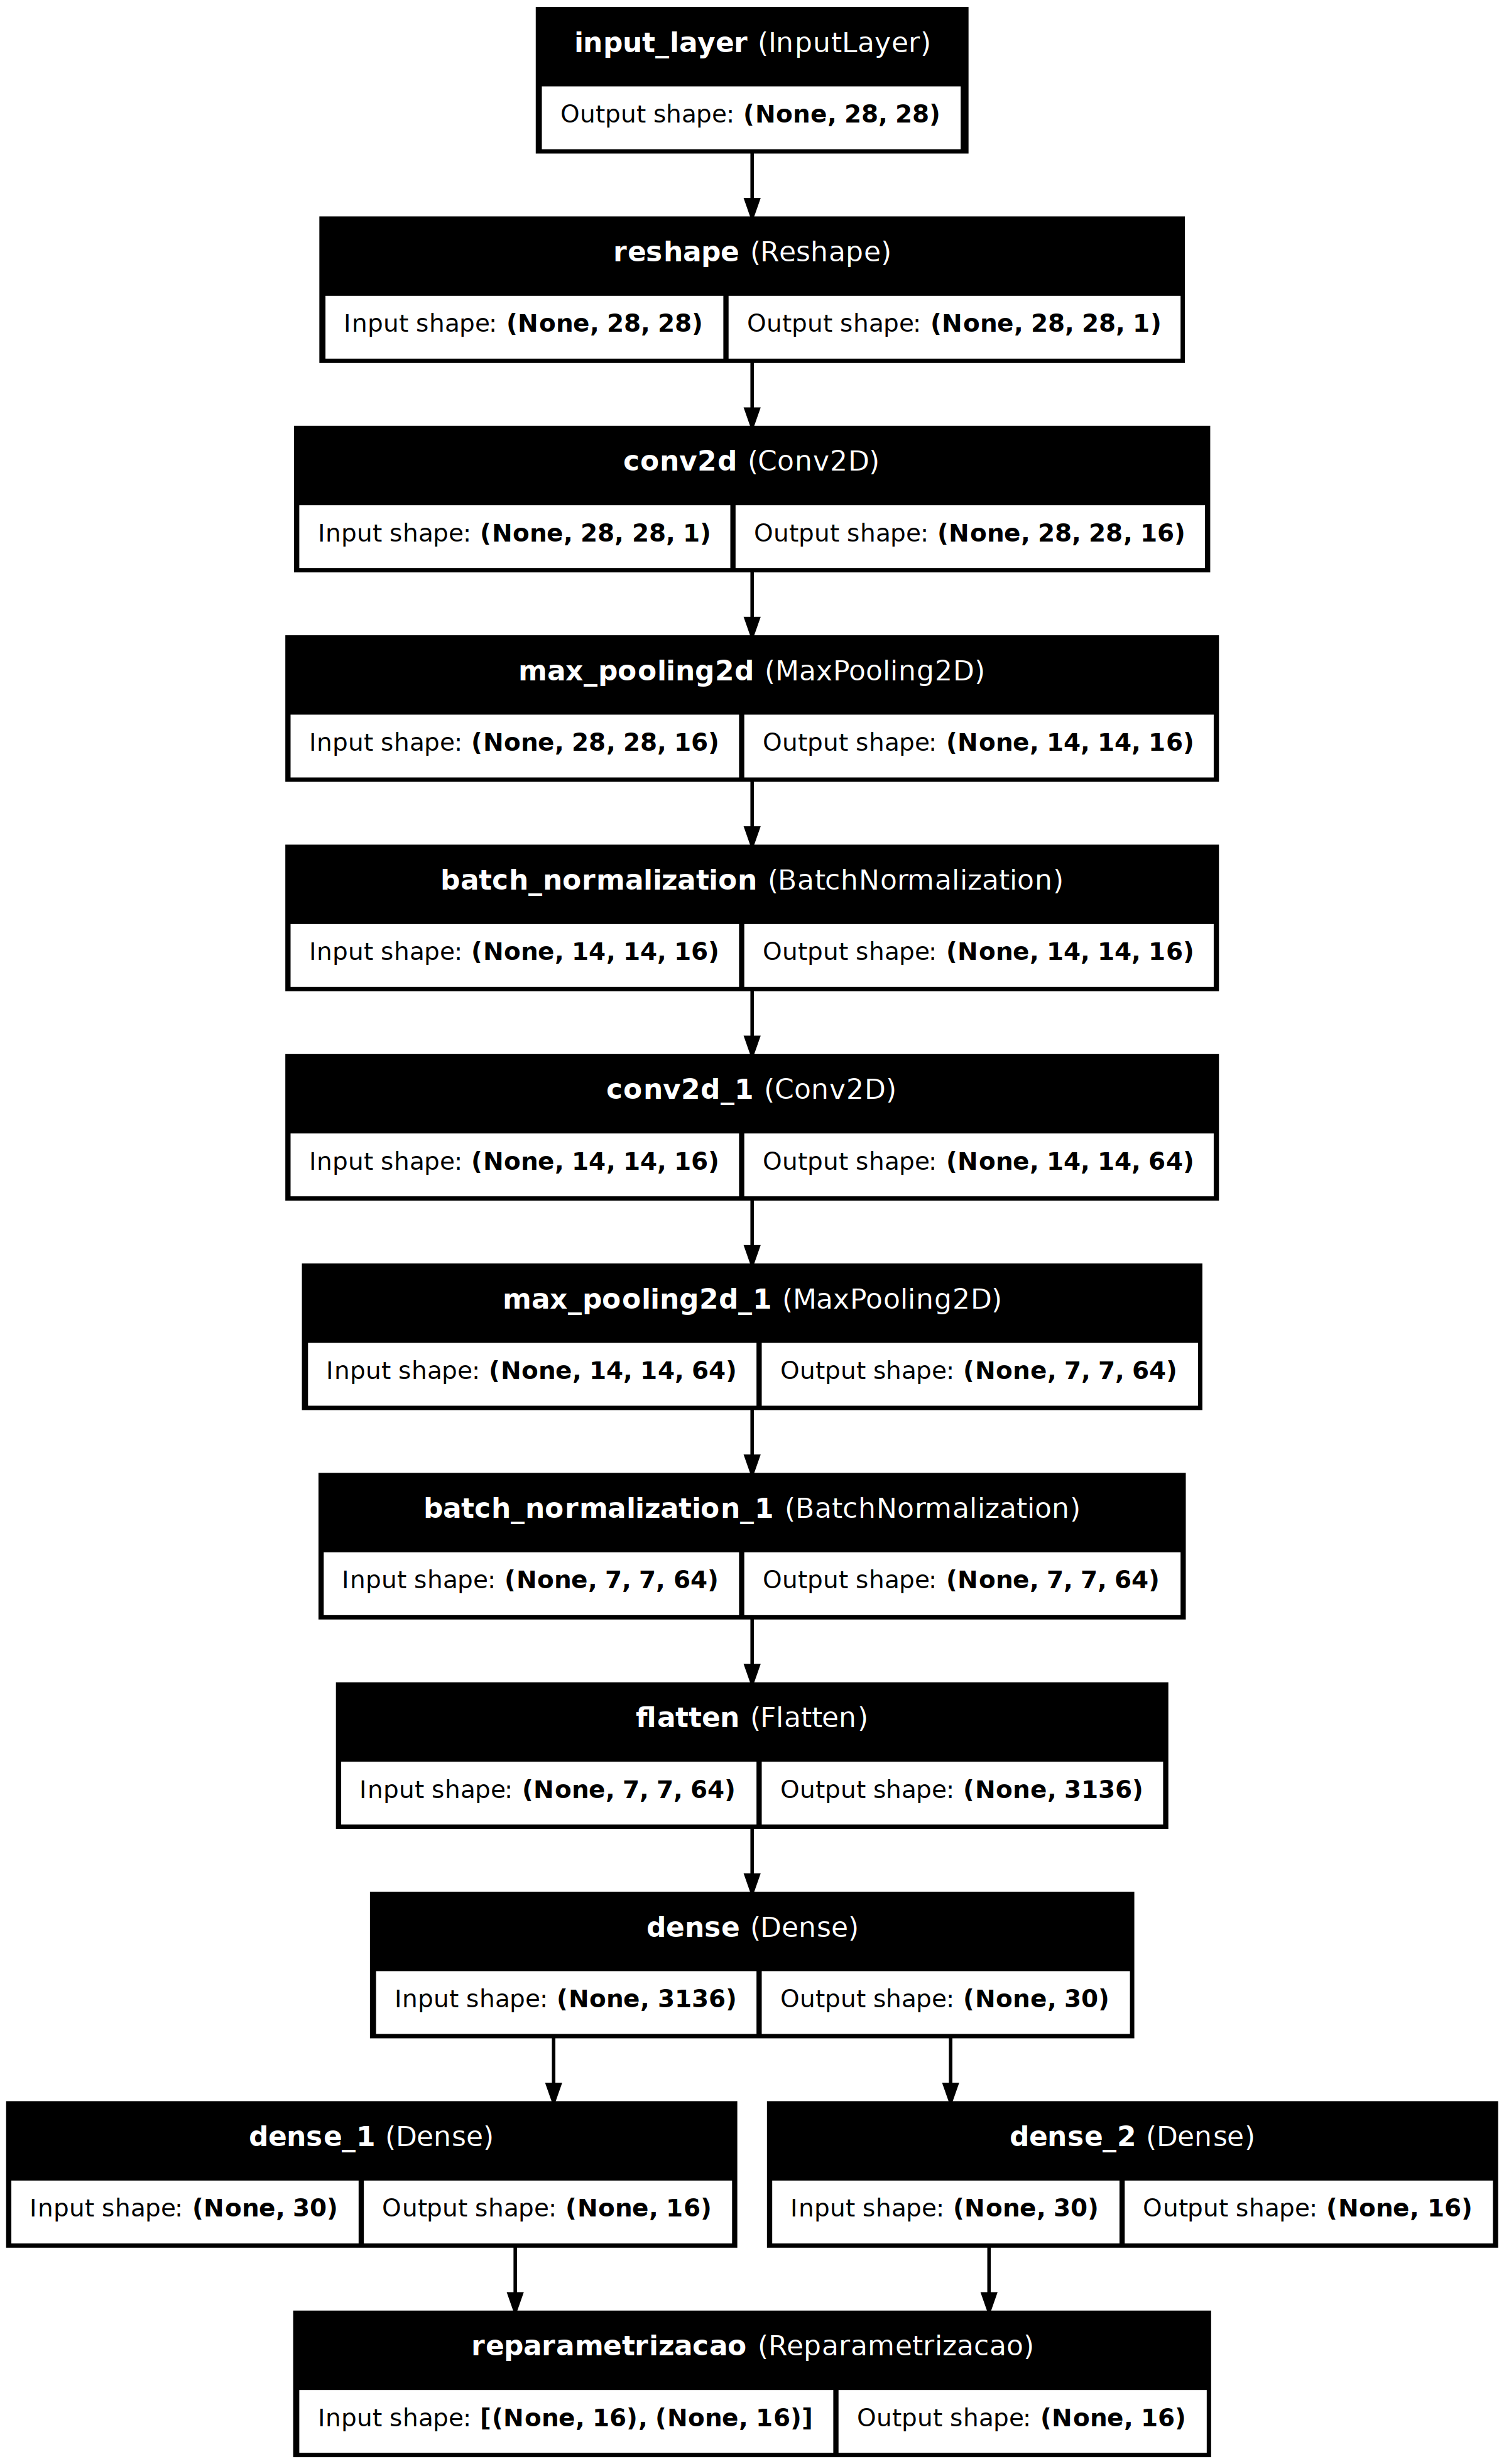 input_layer (InputLayer)
Output shape: (None, 28, 28)
reshape (Reshape)
Input shape: (None, 28, 28) Output shape: (None, 28, 28, 1)
conv2d (Conv2D)
Input shape: (None, 28, 28, 1) Output shape: (None, 28, 28, 16)
max_pooling2d (MaxPooling2D)
Input shape: (None, 28, 28, 16) Output shape: (None, 14, 14, 16)
batch_normalization (BatchNormalization)
Input shape: (None, 14, 14, 16) Output shape: (None, 14, 14, 16)
conv2d_1 (Conv2D)
Input shape: (None, 14, 14, 16) Output shape: (None, 14, 14, 64)
max_pooling2d_1 (MaxPooling2D)
Input shape: (None, 14, 14, 64) Output shape: (None, 7, 7, 64)
batch_normalization_1 (BatchNormalization)
Input shape: (None, 7, 7, 64) Output shape: (None, 7, 7, 64)
flatten (Flatten)
Input shape: (None, 7, 7, 64) Output shape: (None, 3136)
dense (Dense)
Input shape: (None, 3136) Output shape: (None, 30)
dense_1 (Dense)
Input shape: (None, 30) Output shape: (None, 16)
dense_2 (Dense)
Input shape: (None, 30) Output shape: (None, 16)
reparametrizacao (Reparametrizacao)
Input shape: [(None, 16), (None, 16)] Output shape: (None, 16)